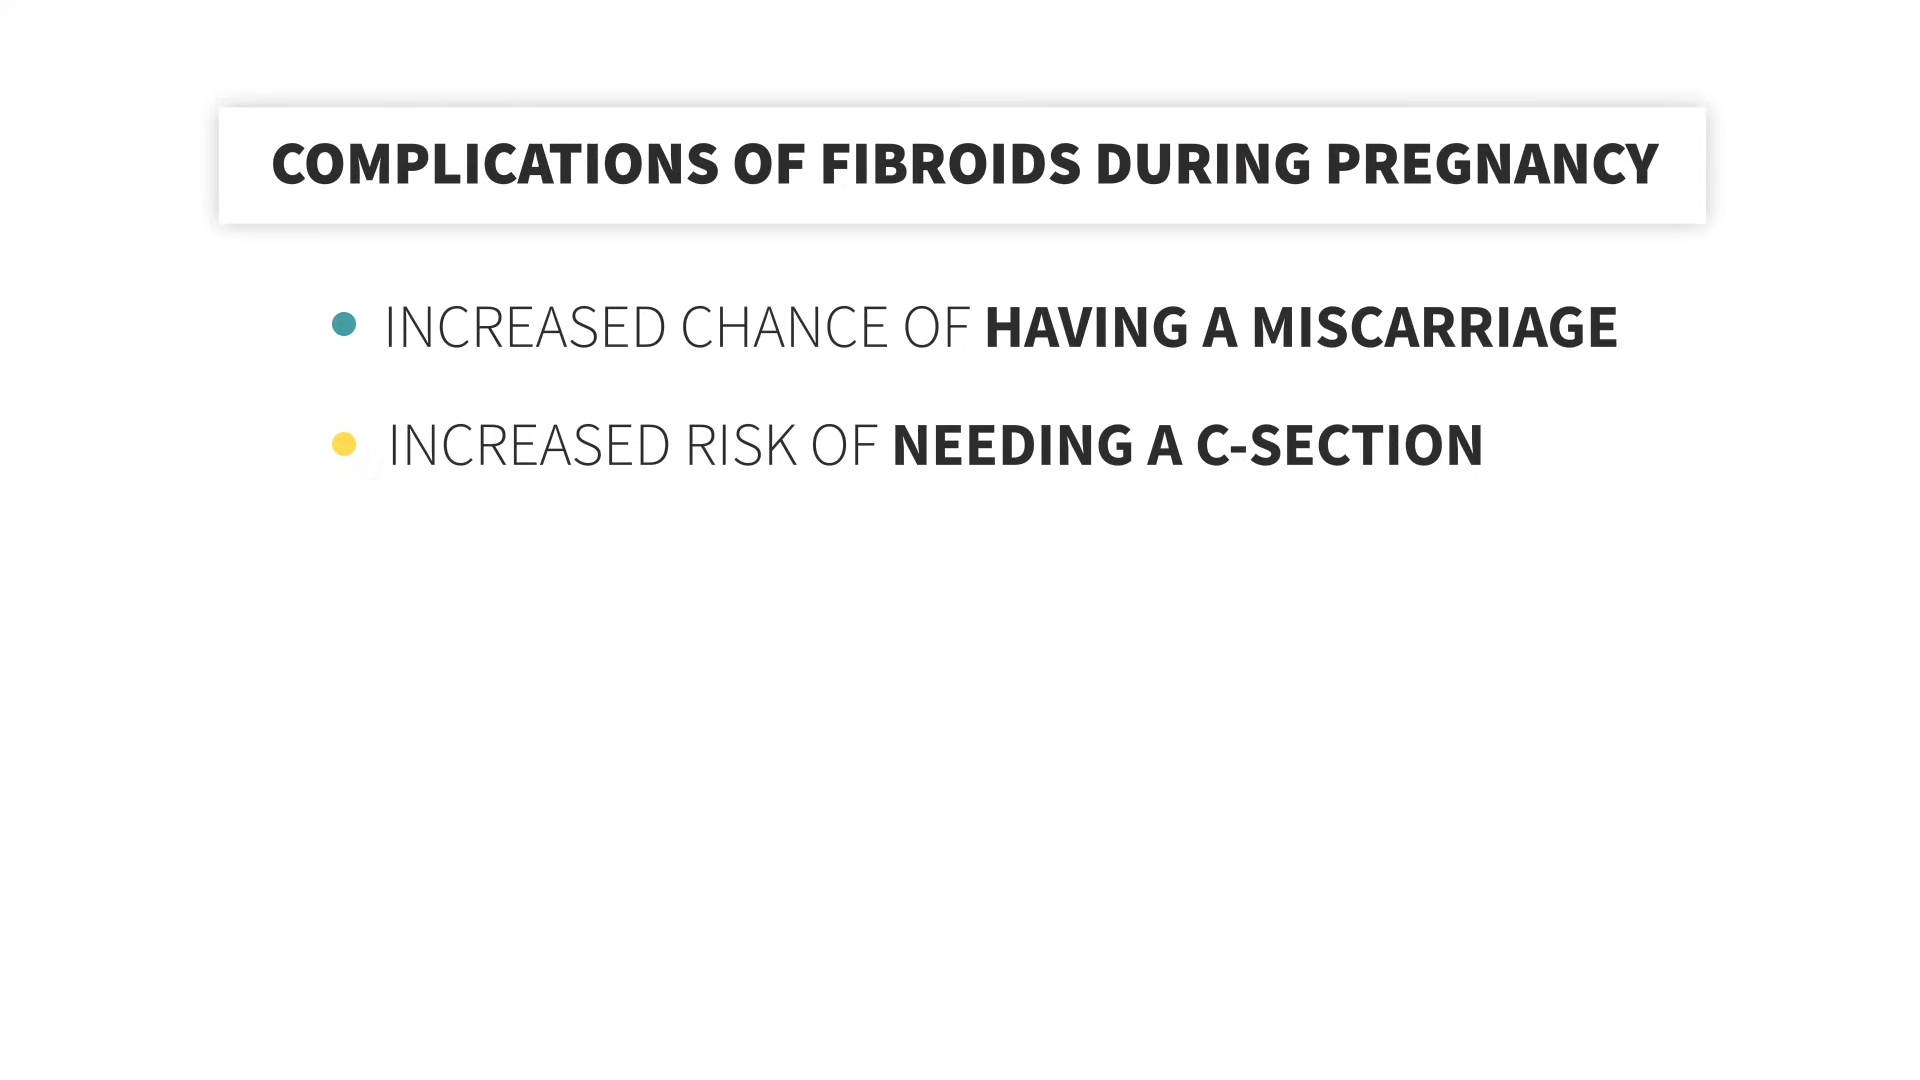 COMPLICATIONS OF FIBROIDS DURING PREGNANCY
INCREASED CHANCE OF HAVING A MISCARRIAGE
INCREASED RISK OF NEEDING A C-SECTION